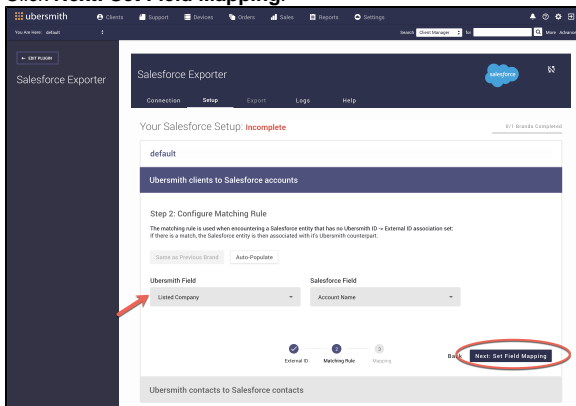 Click Next: Set Field Mapping.
ubersmith
Clients
Support
Devices
Orders
Sales
Reports
Settings
You Are Here: default
Search Client Manager for
More Advanced
← EDIT PLUGIN
Salesforce Exporter
Salesforce Exporter
salesforce
Connection
Setup
Export
Logs
Help
Your Salesforce Setup: Incomplete
0/1 Brands Completed
default
Ubersmith clients to Salesforce accounts
Step 2: Configure Matching Rule
The matching rule is used when encountering a Salesforce entity that has no Ubersmith ID -> External ID association set:
If there is a match, the Salesforce entity is then associated with it's Ubersmith counterpart.
Same as Previous Brand
Auto-Populate
Ubersmith Field
Salesforce Field
Listed Company
Account Name
2
3
External ID
Matching Rule
Mapping
Back
Next: Set Field Mapping
Ubersmith contacts to Salesforce contacts